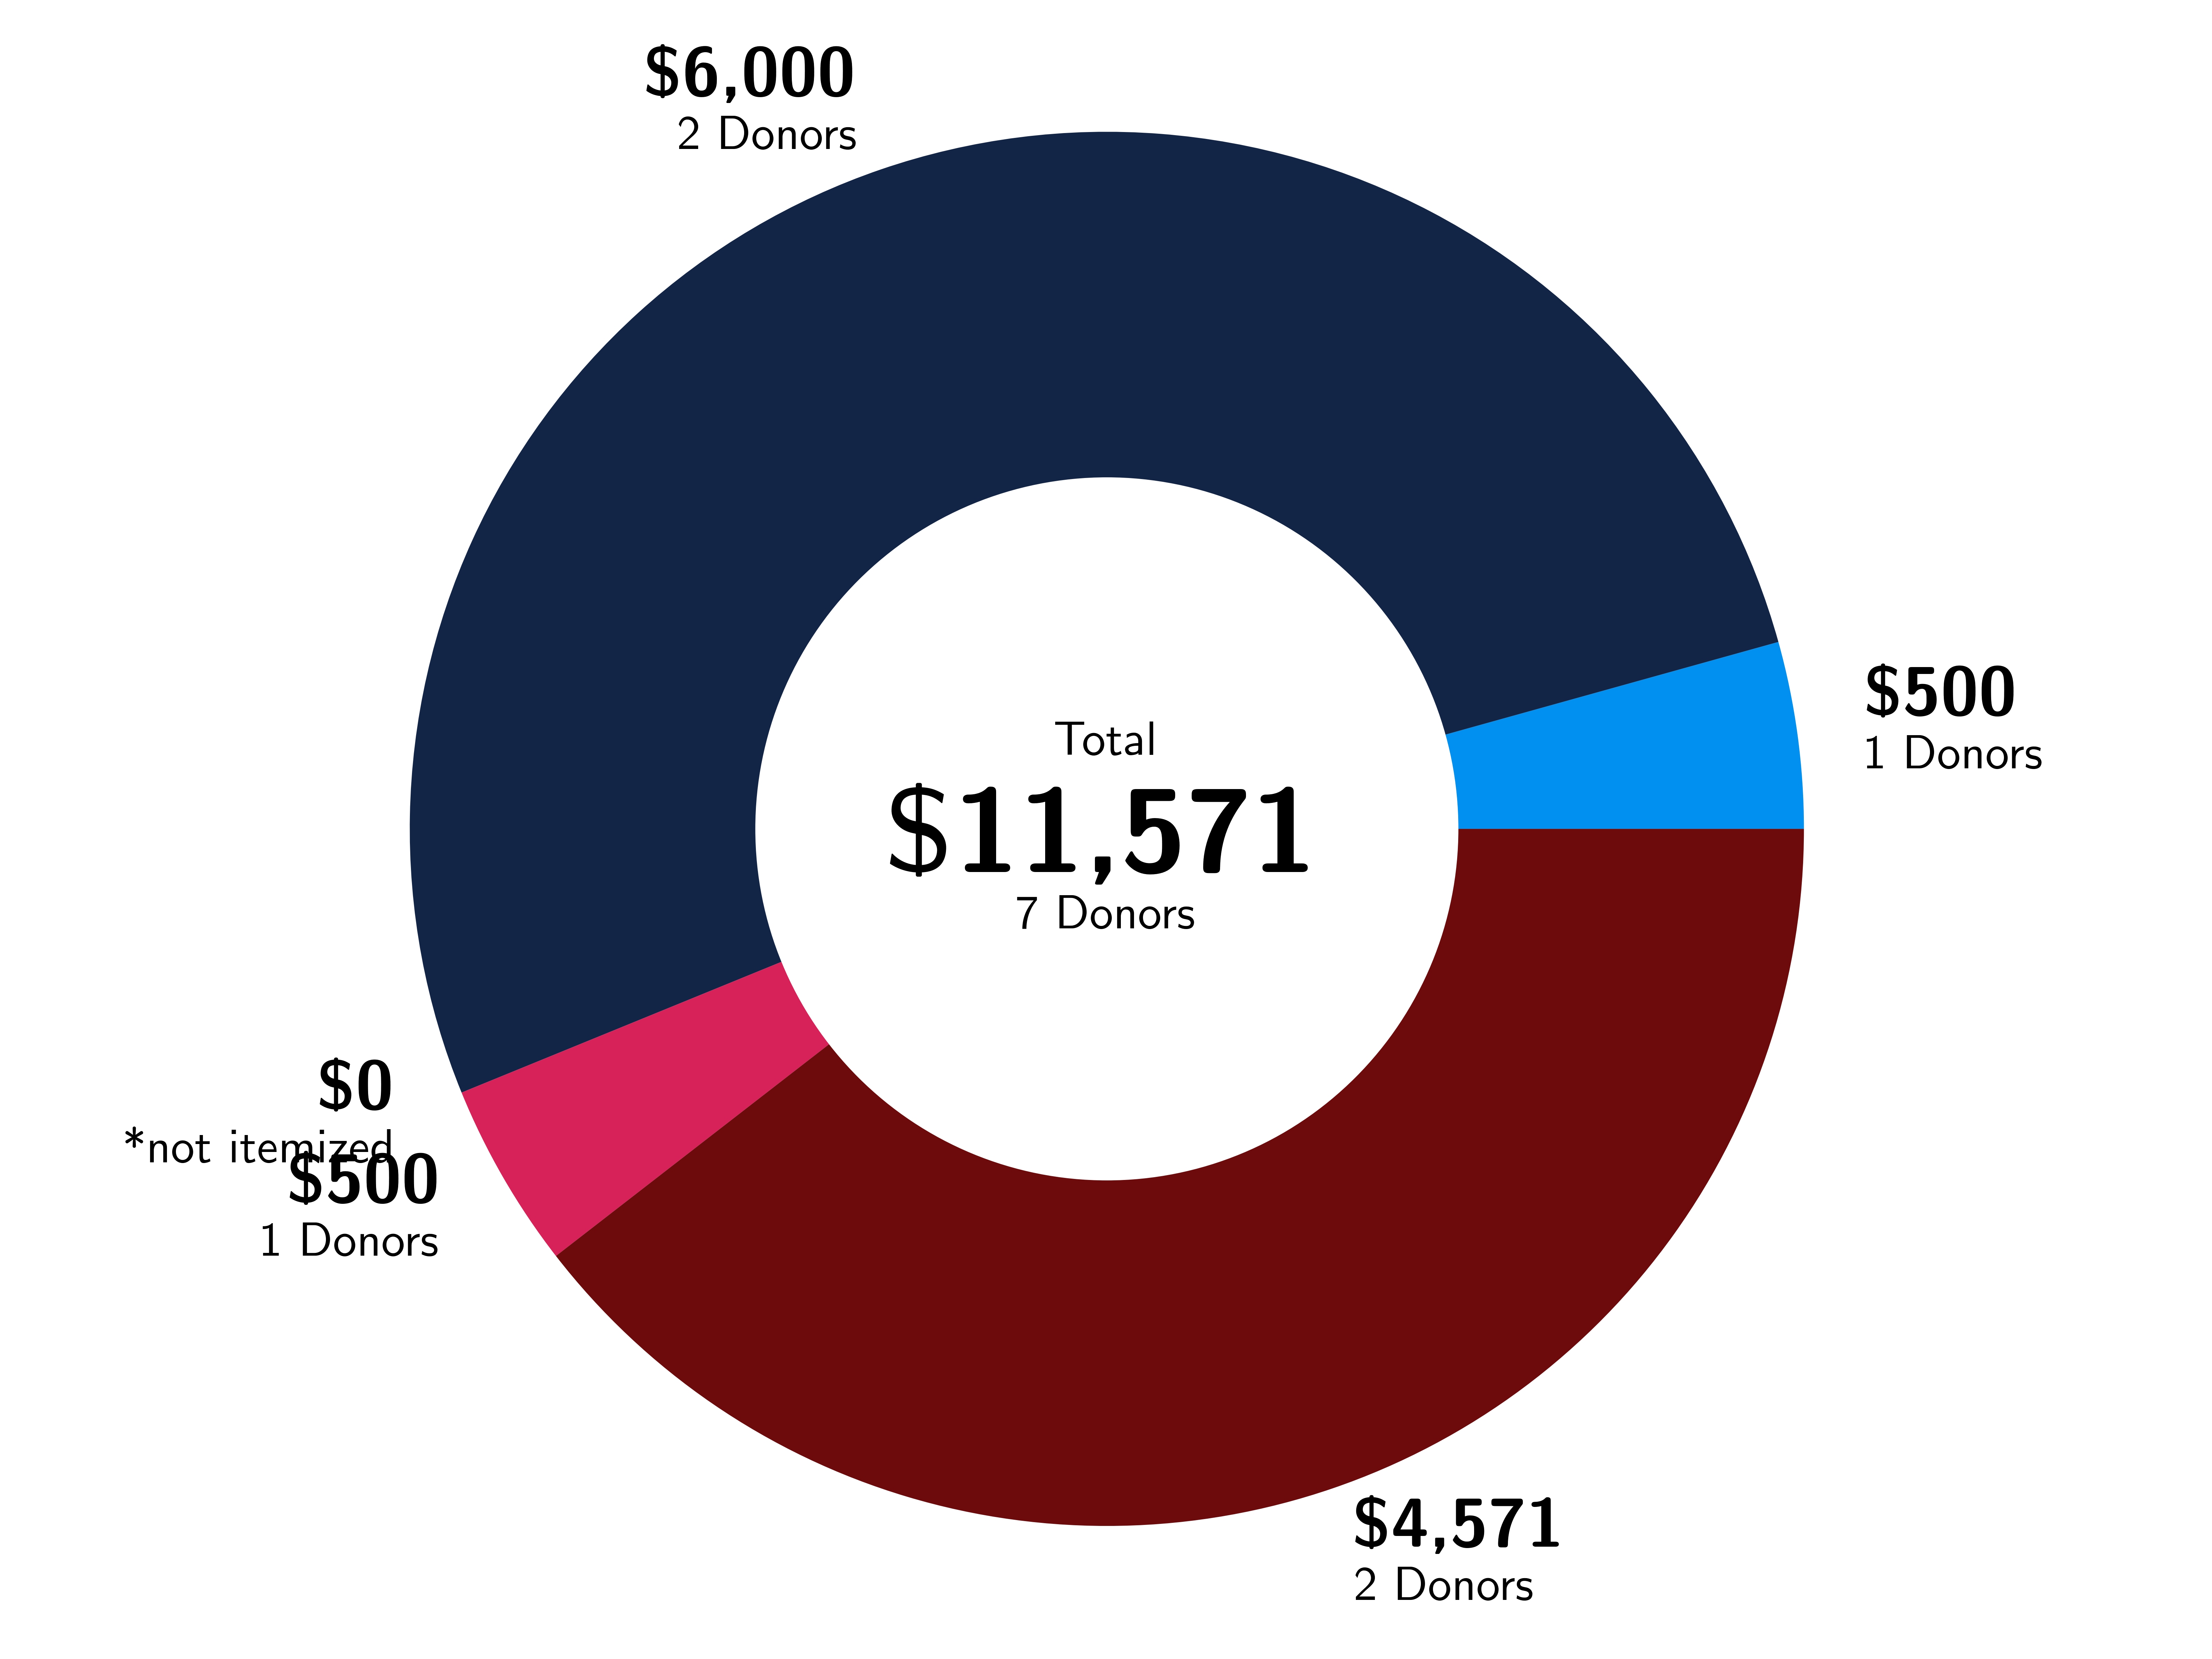 $6,000
2 Donors
$500
1 Donors
Total
$11,571
7 Donors
$0
*not itemized
$500
1 Donors
$4,571
2 Donors